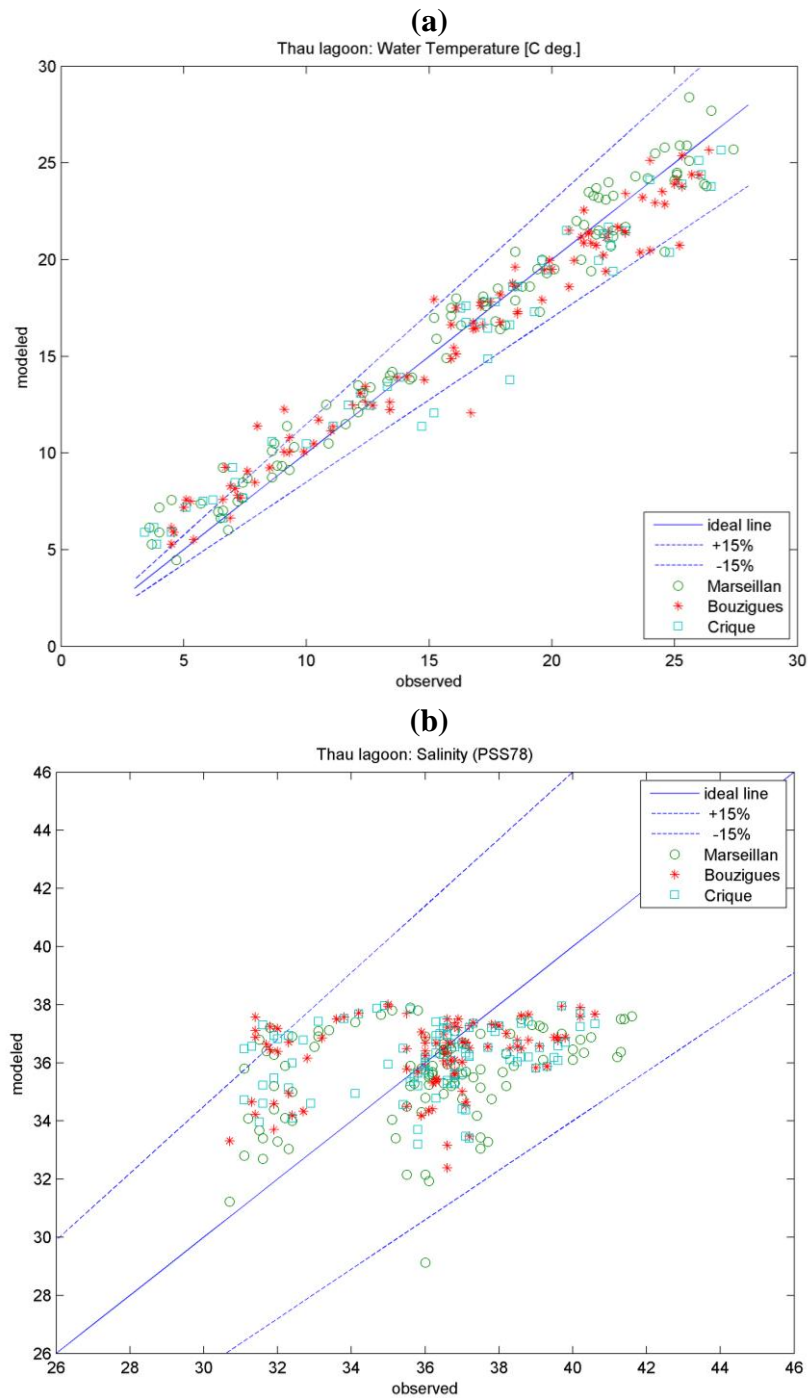 (a)
Thau lagoon: Water Temperature [C deg.]
30
25
20
15
10
5
0
modeled
0 5 10 15 20 25 30
observed
ideal line
+15%
-15%
Marseillan
Bouzigues
Crique
(b)
Thau lagoon: Salinity (PSS78)
46
44
42
40
38
36
34
32
30
28
26
modeled
26 28 30 32 34 36 38 40 42 44 46
observed
ideal line
+15%
-15%
Marseillan
Bouzigues
Crique